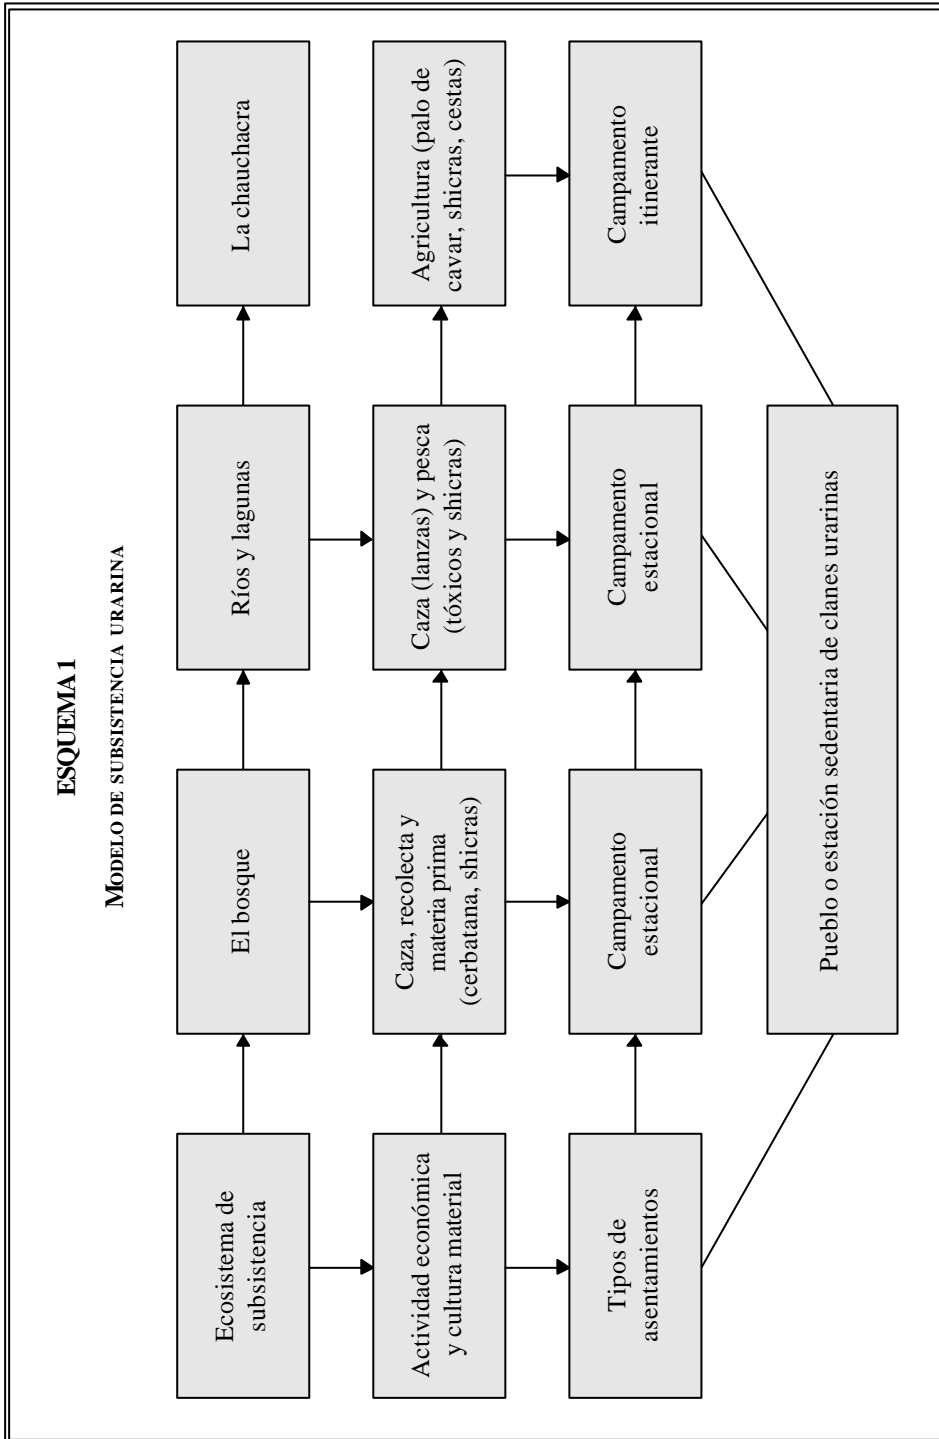 ESQUEMA 1
MODELO DE SUBSISTENCIA URARINA
Ecosistema de
subsistencia
El bosque
Ríos y lagunas
La chauchacra
Actividad económica
y cultura material
Caza, recolecta y
materia prima
(cerbatana, shicras)
Caza (lanzas) y pesca
(tóxicos y shicras)
Agricultura (palo de
cavar, shicras, cestas)
Tipos de
asentamientos
Campamento
estacional
Campamento
estacional
Campamento
itinerante
Pueblo o estación sedentaria de clanes urarinas